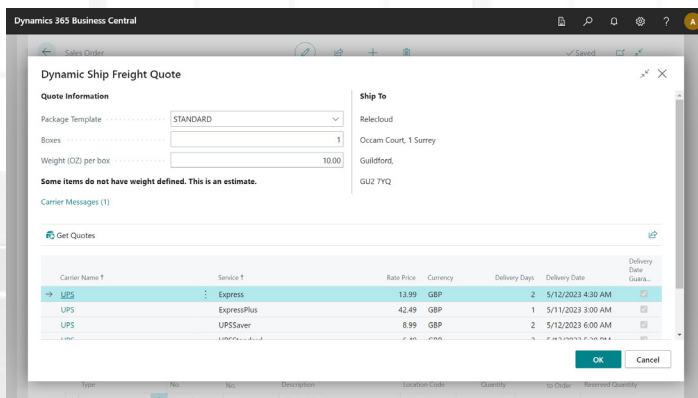 Dynamics 365 Business Central
?
A
Sales Order
Saved
Dynamic Ship Freight Quote
Quote Information
Package Template
STANDARD
Boxes
1
Weight (OZ) per box
10.00
Some items do not have weight defined. This is an estimate.
Carrier Messages (1)
Ship To
Relecloud
Occam Court, 1 Surrey
Guildford,
GU2 7YQ
Get Quotes
Carrier Name ↑ Service ↑ Rate Price Currency Delivery Days Delivery Date Delivery Date Guara...
→ UPS Express 13.99 GBP 2 5/12/2023 4:30 AM
UPS ExpressPlus 42.49 GBP 1 5/11/2023 3:00 AM
UPS UPSSaver 8.99 GBP 2 5/12/2023 6:00 AM
OK Cancel
Type No. No. Description Location Code Quantity to Order Reserved Quantity